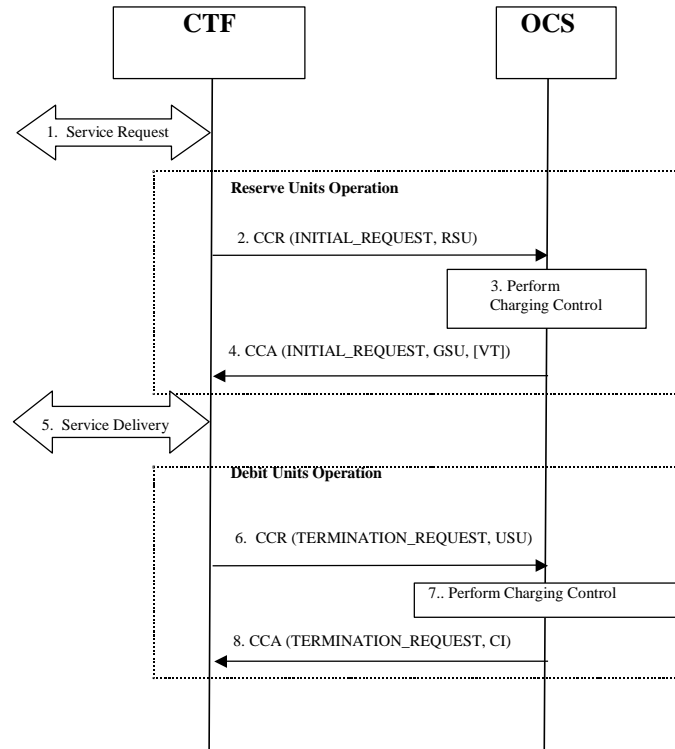 CTF
OCS
1. Service Request
Reserve Units Operation
2. CCR (INITIAL_REQUEST, RSU)
3. Perform
Charging Control
4. CCA (INITIAL_REQUEST, GSU, [VT])
5. Service Delivery
Debit Units Operation
6. CCR (TERMINATION_REQUEST, USU)
7.. Perform Charging Control
8. CCA (TERMINATION_REQUEST, CI)